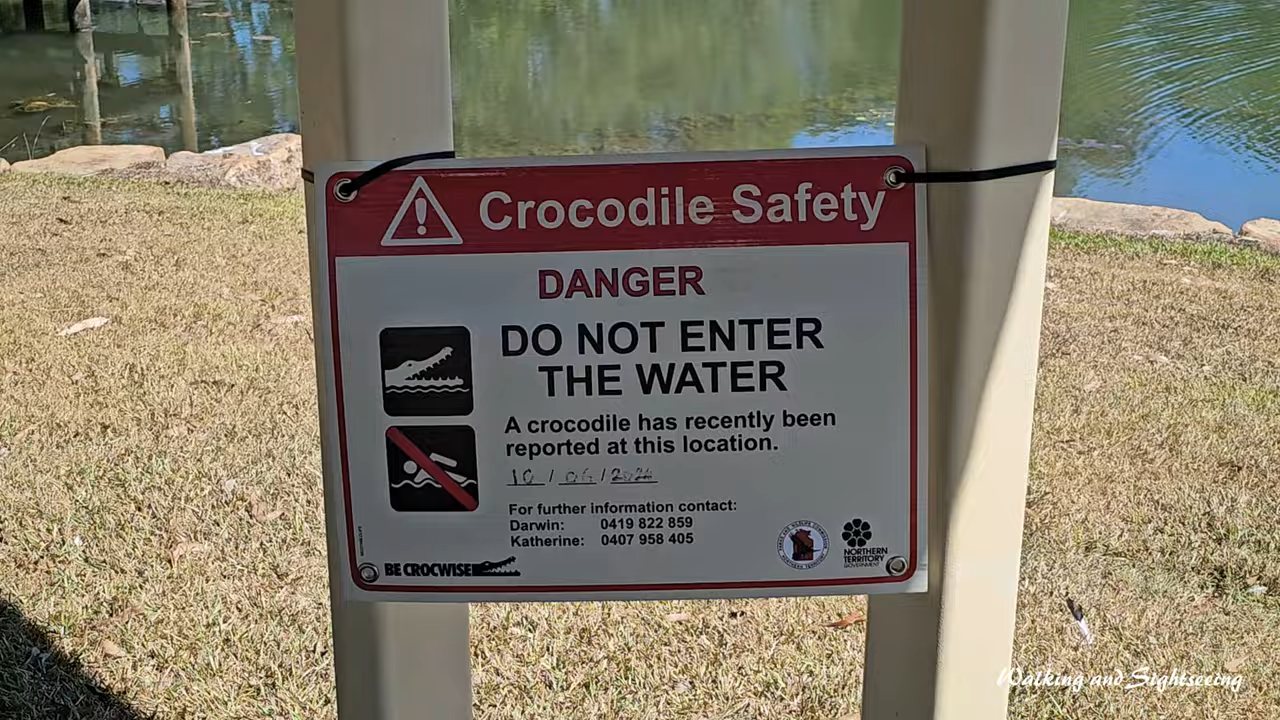 Crocodile Safety
DANGER
DO NOT ENTER
THE WATER
A crocodile has recently been
reported at this location.
10 / 06 /
For further information contact:
Darwin: 0419 822 859
Katherine: 0407 958 405
BE CROCWISE
NORTHERN
TERRITORY
GOVERNMENT
Walking and Sightseeing